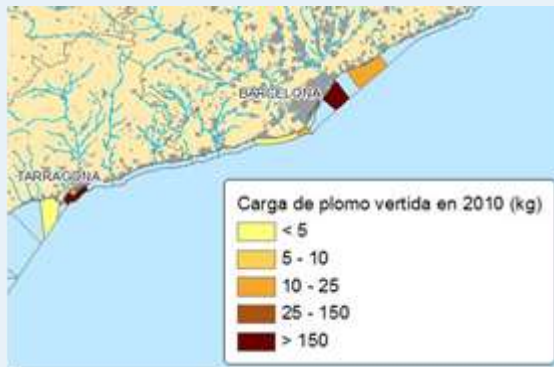 BARCELONA
TARRAGONA
Carga de plomo vertida en 2010 (kg)
< 5
5 - 10
10 - 25
25 - 150
> 150